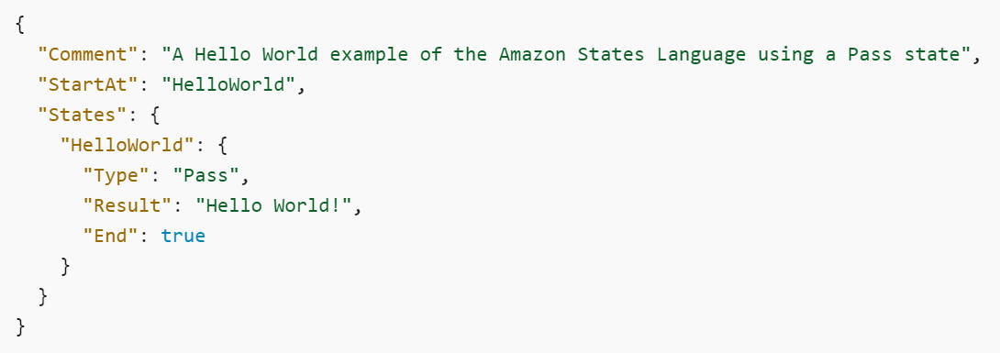 {
  "Comment": "A Hello World example of the Amazon States Language using a Pass state",
  "StartAt": "HelloWorld",
  "States": {
    "HelloWorld": {
      "Type": "Pass",
      "Result": "Hello World!",
      "End": true
    }
  }
}